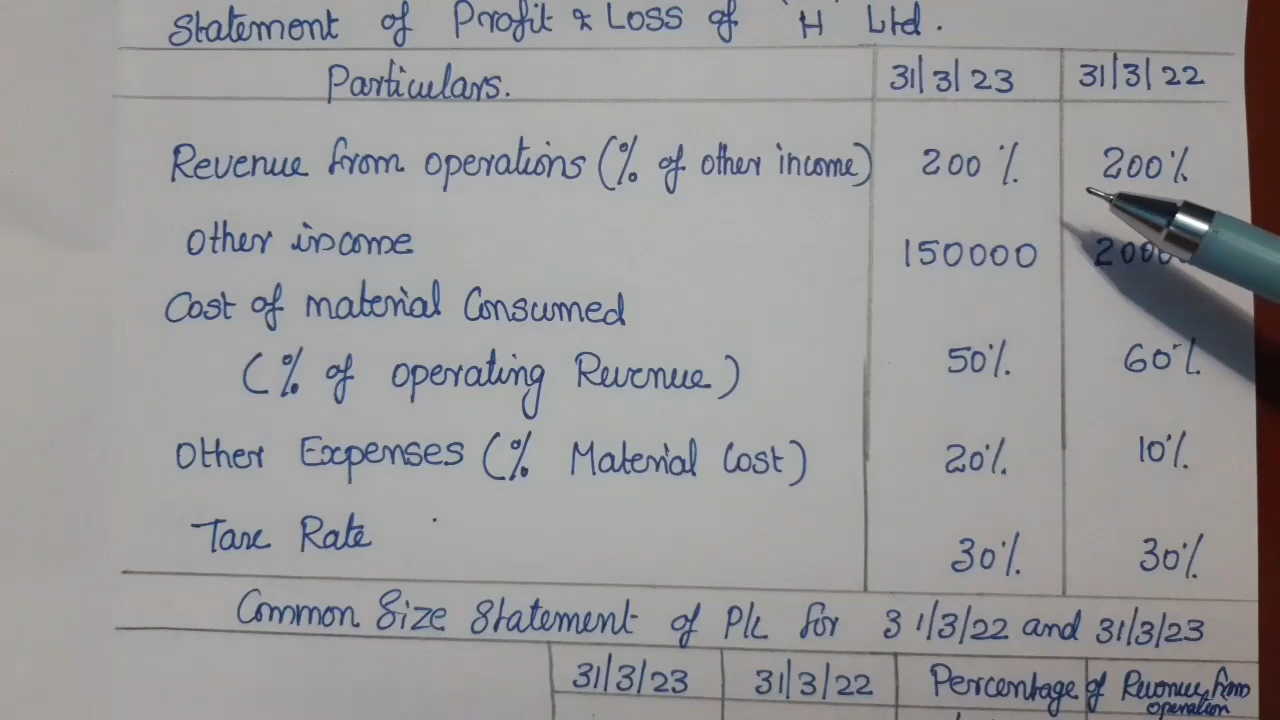 Statement of Profit & Loss of 'H' Ltd.
Particulars. 31/3/23 31/3/22
Revenue from operations (% of other income) 200% 200%
Other income 150000
Cost of material Consumed
(% of operating Revenue) 50% 60%
Other Expenses (% Material Cost) 20% 10%
Tax Rate 30% 30%
Common Size Statement of P/L for 31/3/22 and 31/3/23
31/3/23 31/3/22 Percentage of Revenue from
operation